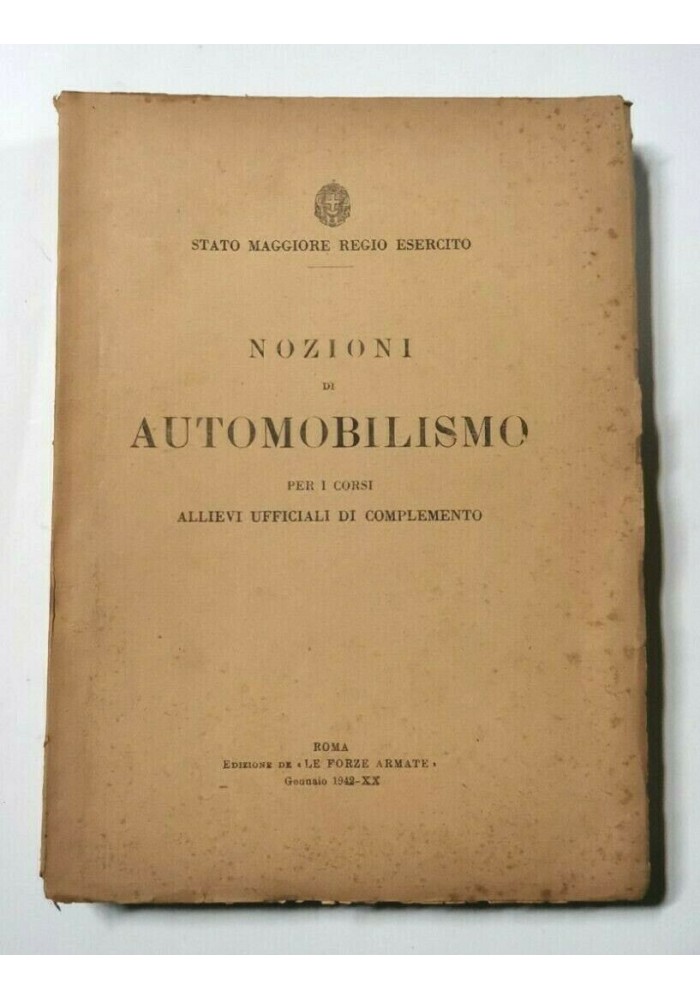 STATO MAGGIORE REGIO ESERCITO
NOZIONI
DI
AUTOMOBILISMO
PER I CORSI
ALLIEVI UFFICIALI DI COMPLEMENTO
ROMA
EDIZIONE DE «LE FORZE ARMATE»
Gennaio 1942-XX